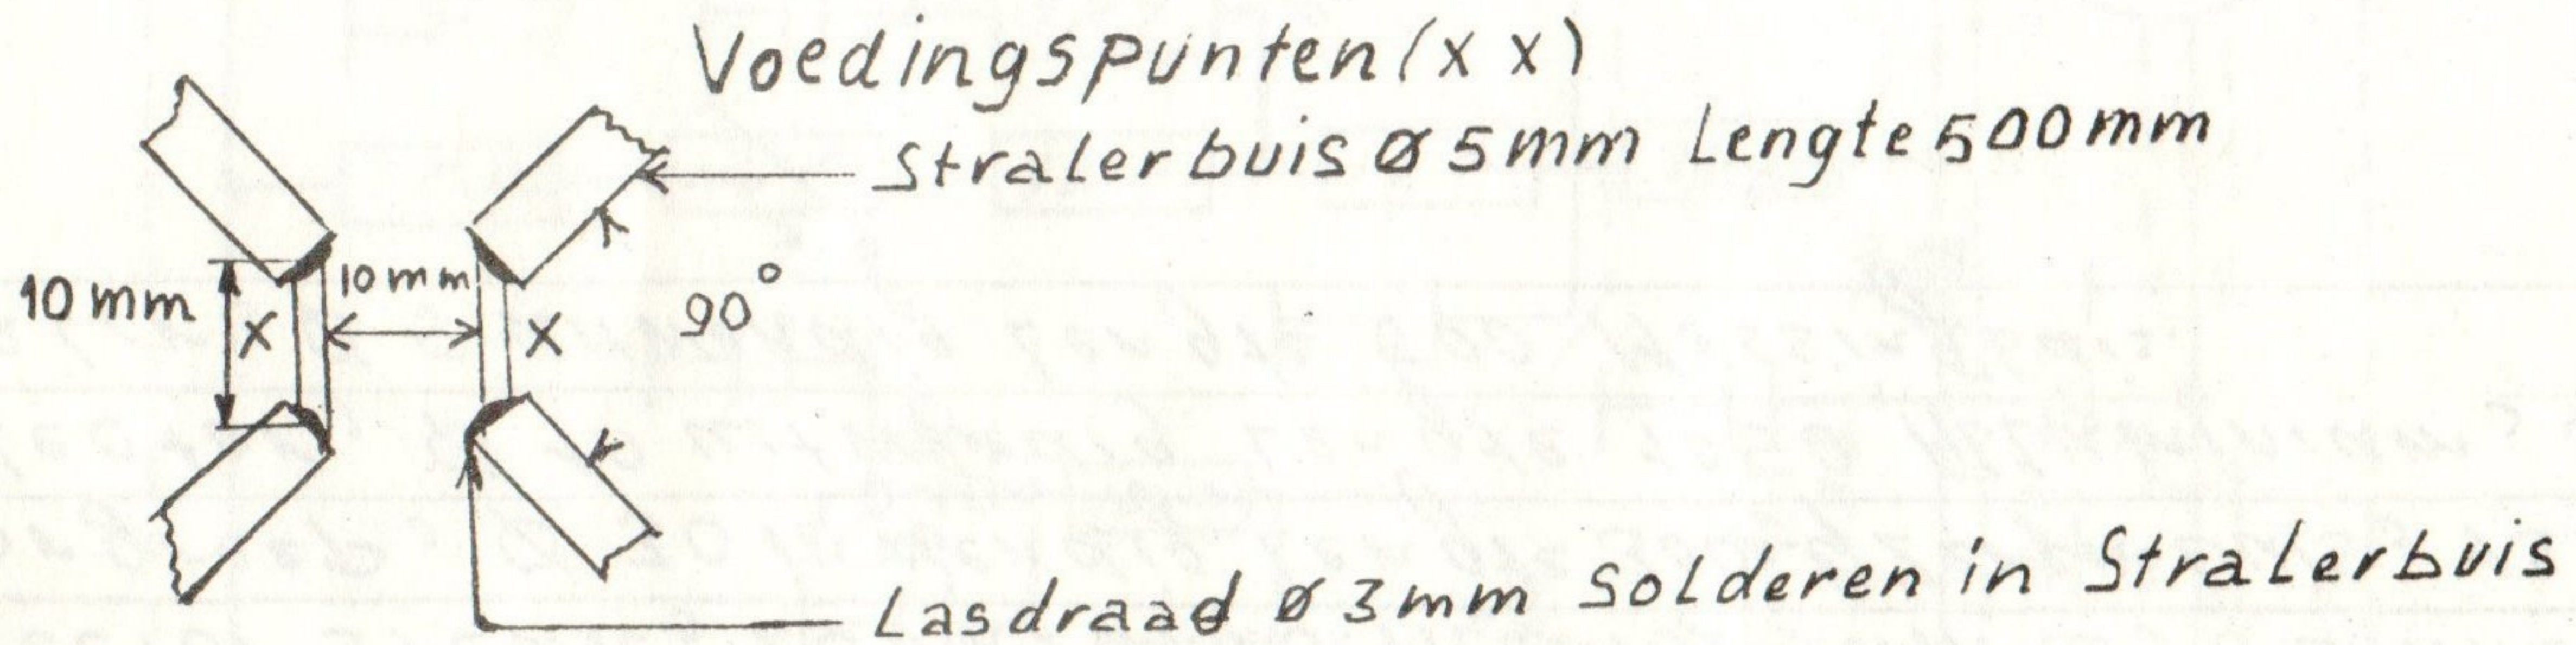 Voedingspunten (x x)
Stralerbuis Ø 5mm Lengte 500mm
10 mm
10 mm
X
X
90°
Lasdraad Ø 3mm Solderen in Stralerbuis